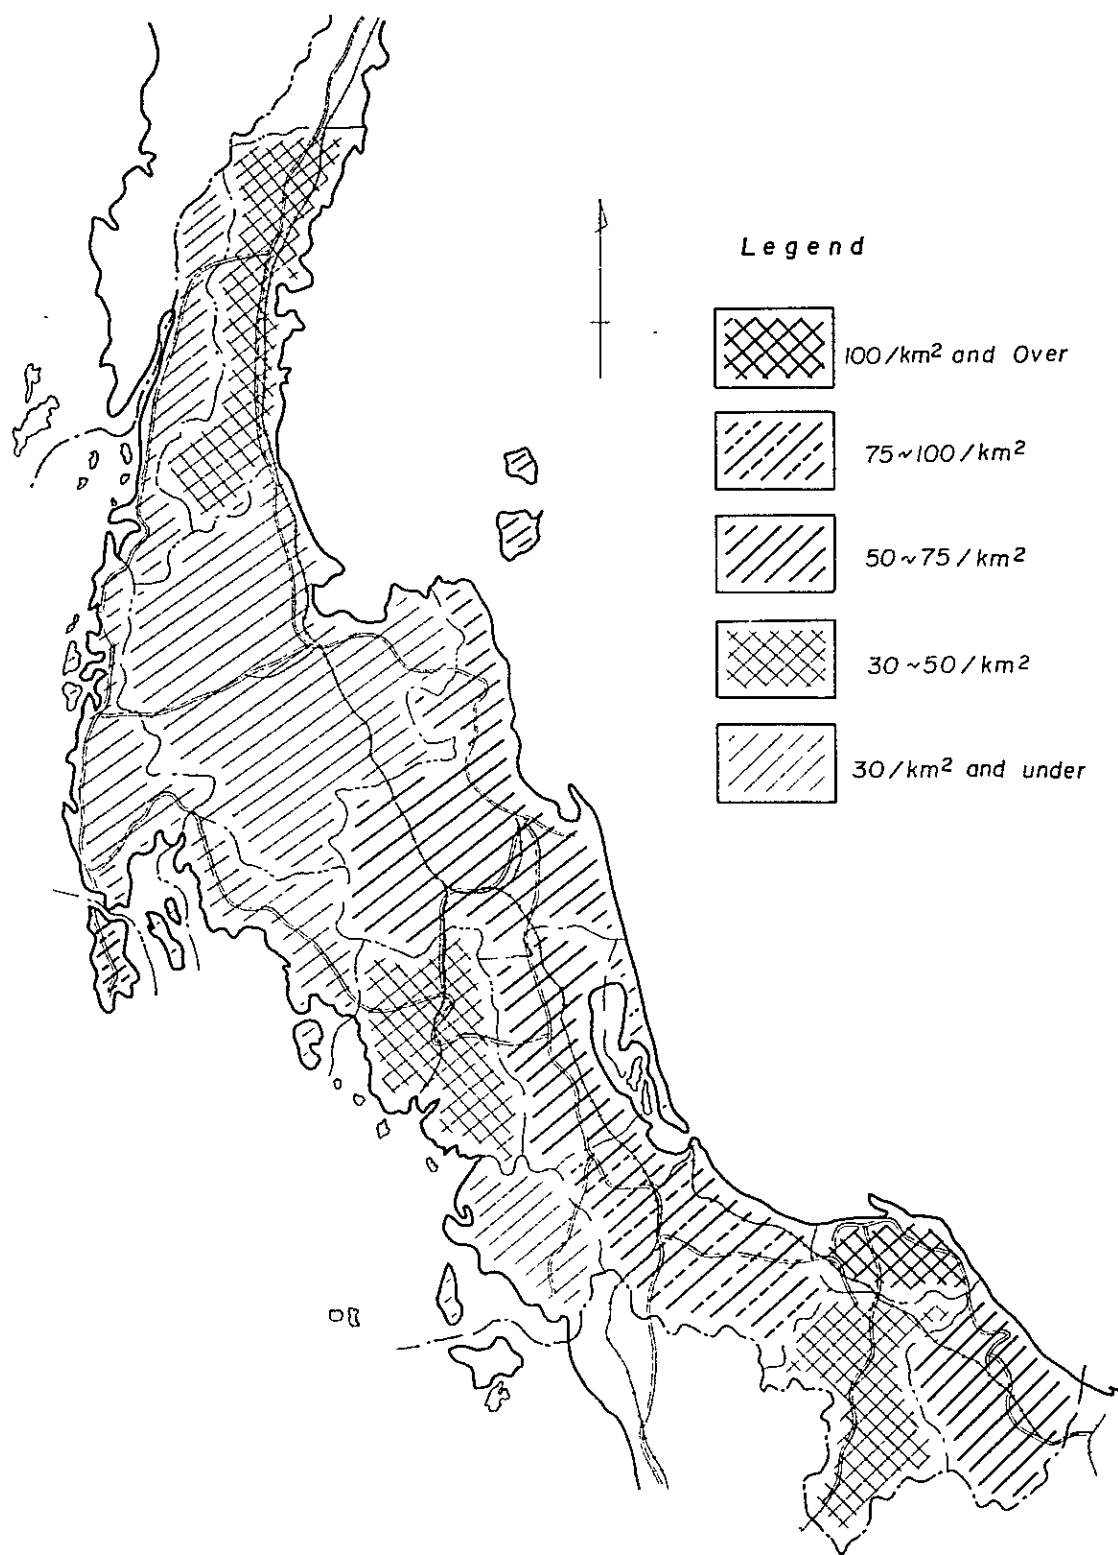 Legend
100/km² and Over
75~100/km²
50~75/km²
30~50/km²
30/km² and under